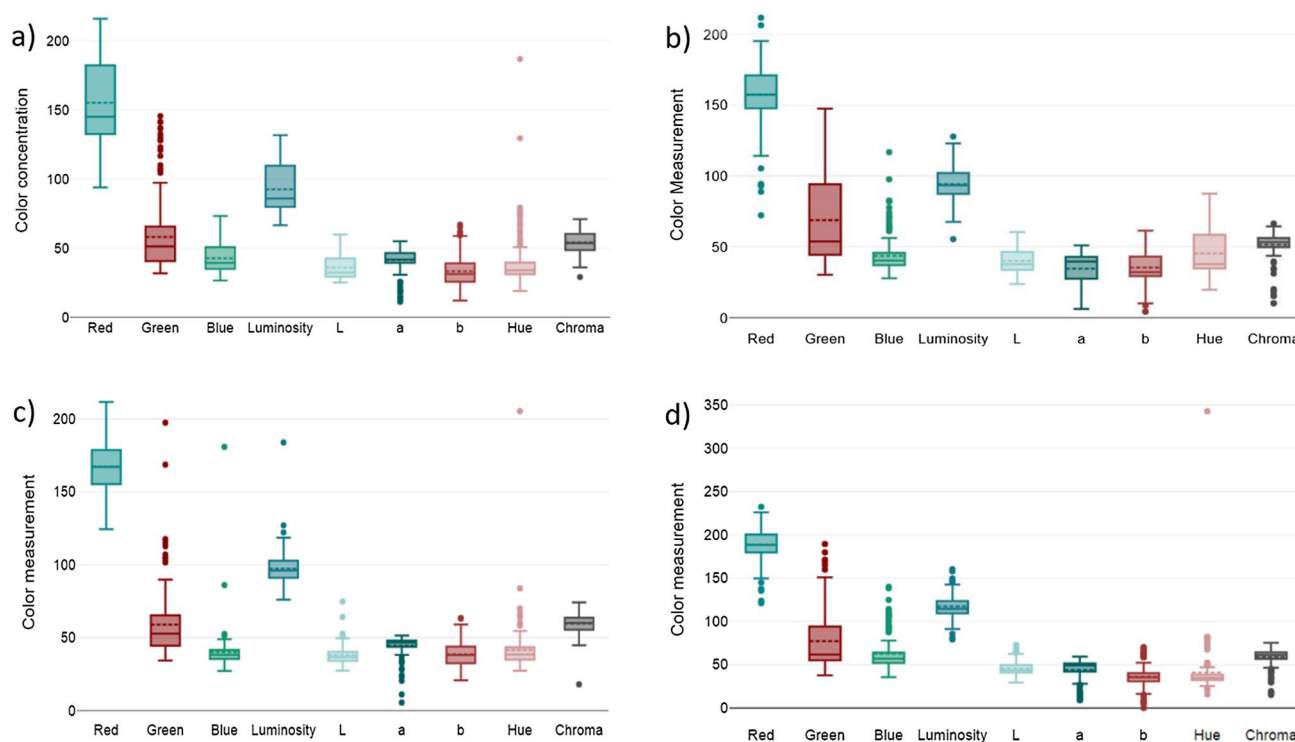 a)
Color concentration
200
150
100
50
0
Red Green Blue Luminosity L a b Hue Chroma
b)
Color Measurement
200
150
100
50
0
Red Green Blue Luminosity L a b Hue Chroma
c)
Color measurement
200
150
100
50
0
Red Green Blue Luminosity L a b Hue Chroma
d)
Color measurement
350
300
250
200
150
100
50
0
Red Green Blue Luminosity L a b Hue Chroma